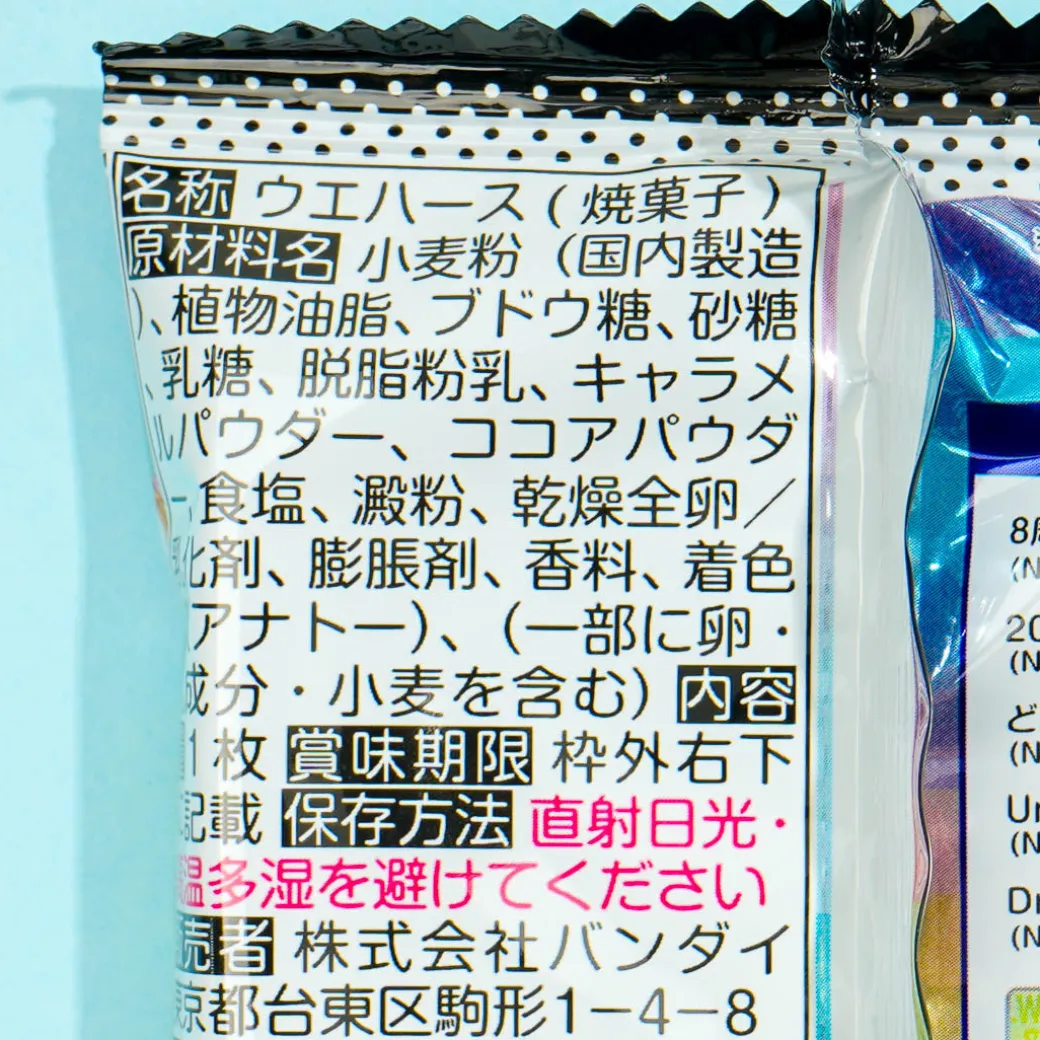 名称 ウエハース(焼菓子)
原材料名 小麦粉(国内製造
)、植物油脂、ブドウ糖、砂糖
、乳糖、脱脂粉乳、キャラメ
ルパウダー、ココアパウダ
ー、食塩、澱粉、乾燥全卵/
乳化剤、膨脹剤、香料、着色
(アナトー)、(一部に卵・
成分・小麦を含む) 内容
1枚 賞味期限 枠外右下
記載 保存方法 直射日光・
温多湿を避けてください
売者 株式会社バンダイ
京都台東区駒形1-4-8
8
(N
20
(N
ど
(N
Un
(N
Dr
(N